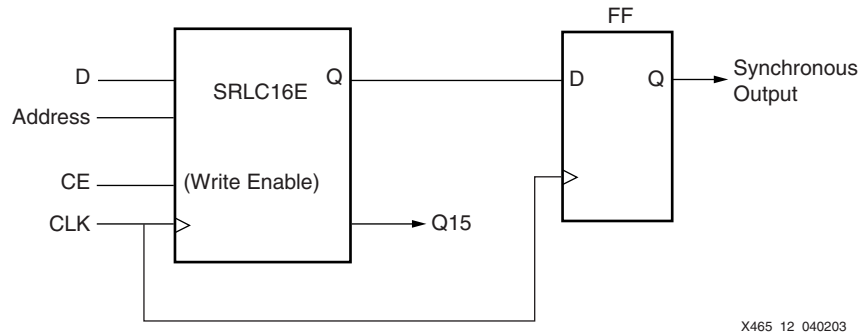 FF
D
Q
SRLC16E
D
Q
Synchronous
Output
Address
CE
(Write Enable)
CLK
Q15
X465_12_040203